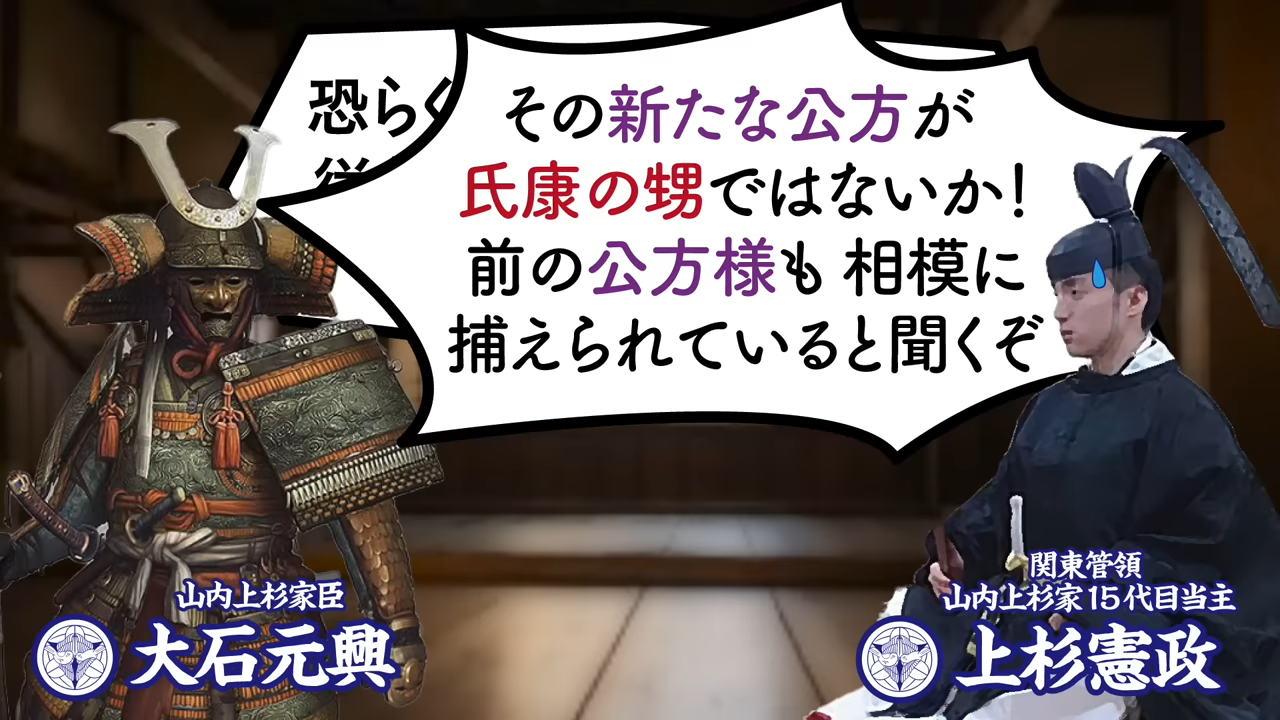 恐らく
その新たな公方が
氏康の甥ではないか!
前の公方様も 相模に
捕えられていると聞くぞ
山内上杉家臣
大石元興
関東管領
山内上杉家15代目当主
上杉憲政